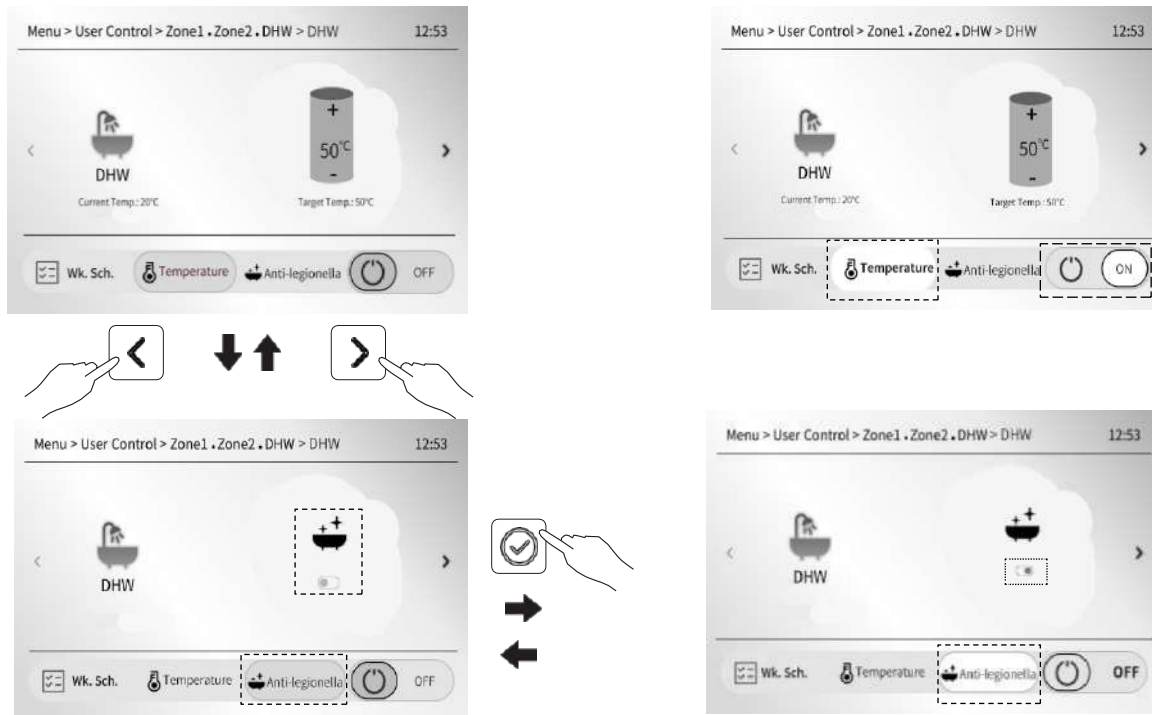 Menu > User Control > Zone1.Zone2.DHW > DHW 12:53
+
50°C
-
DHW
Current Temp.: 20°C Target Temp.: 50°C
Wk. Sch. Temperature Anti-legionella OFF
Menu > User Control > Zone1.Zone2.DHW > DHW 12:53
+
50°C
-
DHW
Current Temp.: 20°C Target Temp.: 50°C
Wk. Sch. Temperature Anti-legionella ON
Menu > User Control > Zone1.Zone2.DHW > DHW 12:53
DHW
Wk. Sch. Temperature Anti-legionella OFF
Menu > User Control > Zone1.Zone2.DHW > DHW 12:53
DHW
Wk. Sch. Temperature Anti-legionella OFF